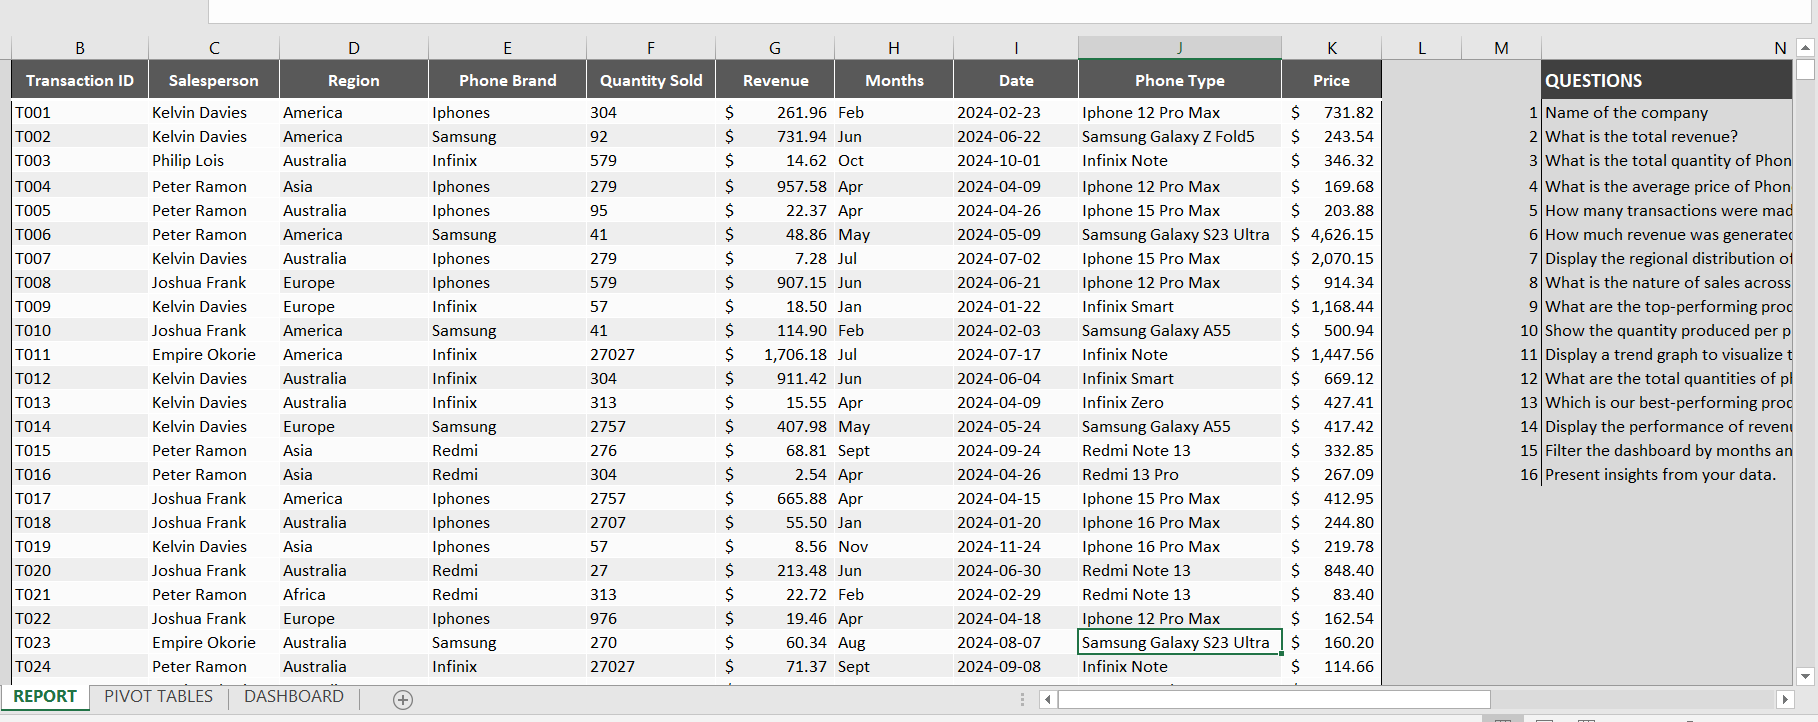 B C D E F G H I J K L M N
Transaction ID Salesperson Region Phone Brand Quantity Sold Revenue Months Date Phone Type Price QUESTIONS
T001 Kelvin Davies America Iphones 304 $ 261.96 Feb 2024-02-23 Iphone 12 Pro Max $ 731.82 1 Name of the company
T002 Kelvin Davies America Samsung 92 $ 731.94 Jun 2024-06-22 Samsung Galaxy Z Fold5 $ 243.54 2 What is the total revenue?
T003 Philip Lois Australia Infinix 579 $ 14.62 Oct 2024-10-01 Infinix Note $ 346.32 3 What is the total quantity of Phon
T004 Peter Ramon Asia Iphones 279 $ 957.58 Apr 2024-04-09 Iphone 12 Pro Max $ 169.68 4 What is the average price of Phon
T005 Peter Ramon Australia Iphones 95 $ 22.37 Apr 2024-04-26 Iphone 15 Pro Max $ 203.88 5 How many transactions were mad
T006 Peter Ramon America Samsung 41 $ 48.86 May 2024-05-09 Samsung Galaxy S23 Ultra $ 4,626.15 6 How much revenue was generated
T007 Kelvin Davies Australia Iphones 279 $ 7.28 Jul 2024-07-02 Iphone 15 Pro Max $ 2,070.15 7 Display the regional distribution of
T008 Joshua Frank Europe Iphones 579 $ 907.15 Jun 2024-06-21 Iphone 12 Pro Max $ 914.34 8 What is the nature of sales across
T009 Kelvin Davies Europe Infinix 57 $ 18.50 Jan 2024-01-22 Infinix Smart $ 1,168.44 9 What are the top-performing proc
T010 Joshua Frank America Samsung 41 $ 114.90 Feb 2024-02-03 Samsung Galaxy A55 $ 500.94 10 Show the quantity produced per p
T011 Empire Okorie America Infinix 27027 $ 1,706.18 Jul 2024-07-17 Infinix Note $ 1,447.56 11 Display a trend graph to visualize t
T012 Kelvin Davies Australia Infinix 304 $ 911.42 Jun 2024-06-04 Infinix Smart $ 669.12 12 What are the total quantities of pl
T013 Kelvin Davies Australia Infinix 313 $ 15.55 Apr 2024-04-09 Infinix Zero $ 427.41 13 Which is our best-performing proc
T014 Kelvin Davies Europe Samsung 2757 $ 407.98 May 2024-05-24 Samsung Galaxy A55 $ 417.42 14 Display the performance of reven
T015 Peter Ramon Asia Redmi 276 $ 68.81 Sept 2024-09-24 Redmi Note 13 $ 332.85 15 Filter the dashboard by months an
T016 Peter Ramon Asia Redmi 304 $ 2.54 Apr 2024-04-26 Redmi 13 Pro $ 267.09 16 Present insights from your data.
T017 Joshua Frank America Iphones 2757 $ 665.88 Apr 2024-04-15 Iphone 15 Pro Max $ 412.95
T018 Joshua Frank Australia Iphones 2707 $ 55.50 Jan 2024-01-20 Iphone 16 Pro Max $ 244.80
T019 Kelvin Davies Asia Iphones 57 $ 8.56 Nov 2024-11-24 Iphone 16 Pro Max $ 219.78
T020 Joshua Frank Australia Redmi 27 $ 213.48 Jun 2024-06-30 Redmi Note 13 $ 848.40
T021 Peter Ramon Africa Redmi 313 $ 22.72 Feb 2024-02-29 Redmi Note 13 $ 83.40
T022 Joshua Frank Europe Iphones 976 $ 19.46 Apr 2024-04-18 Iphone 12 Pro Max $ 162.54
T023 Empire Okorie Australia Samsung 270 $ 60.34 Aug 2024-08-07 Samsung Galaxy S23 Ultra $ 160.20
T024 Peter Ramon Australia Infinix 27027 $ 71.37 Sept 2024-09-08 Infinix Note $ 114.66
REPORT PIVOT TABLES DASHBOARD